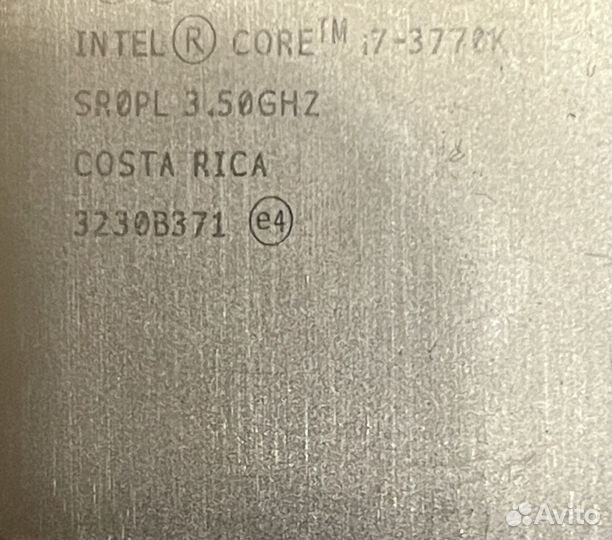 INTEL® CORE™ i7-3770K
SR0PL 3.50GHZ
COSTA RICA
3230B371 e4
Avito